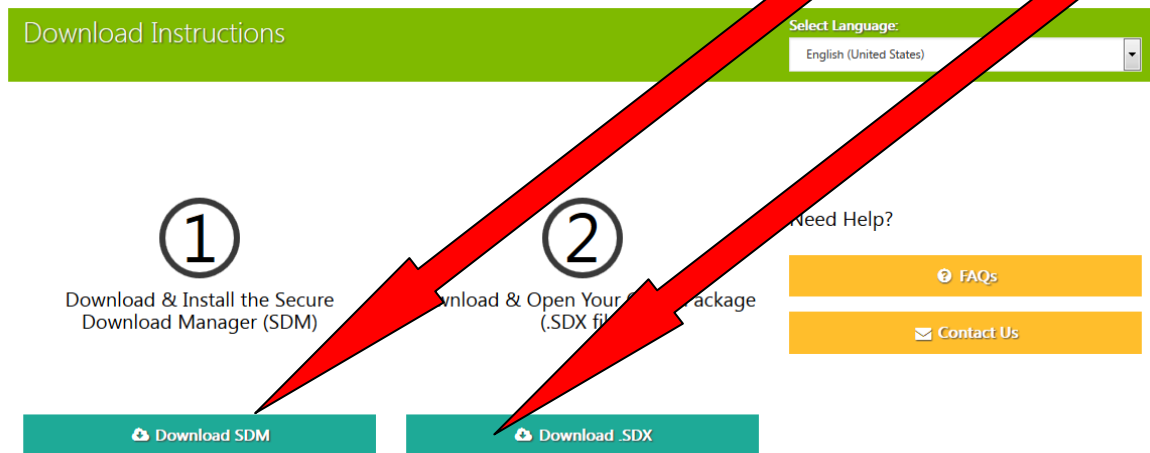 Download Instructions
Select Language:
English (United States)
1
Download & Install the Secure
Download Manager (SDM)
2
& Open Your
(.SDX
Need Help?
FAQs
Contact Us
Download SDM
Download .SDX